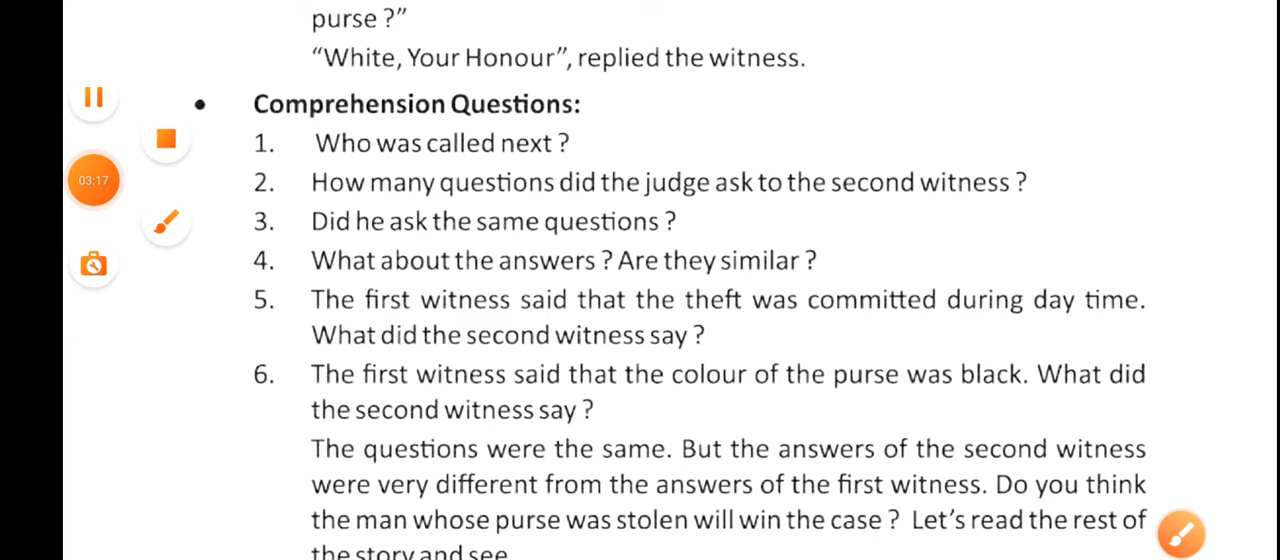 purse ?”
“White, Your Honour”, replied the witness.
• Comprehension Questions:
1. Who was called next ?
2. How many questions did the judge ask to the second witness ?
03:17
3. Did he ask the same questions ?
4. What about the answers ? Are they similar ?
5. The first witness said that the theft was committed during day time.
What did the second witness say ?
6. The first witness said that the colour of the purse was black. What did
the second witness say ?
The questions were the same. But the answers of the second witness
were very different from the answers of the first witness. Do you think
the man whose purse was stolen will win the case ? Let’s read the rest of
the story and see